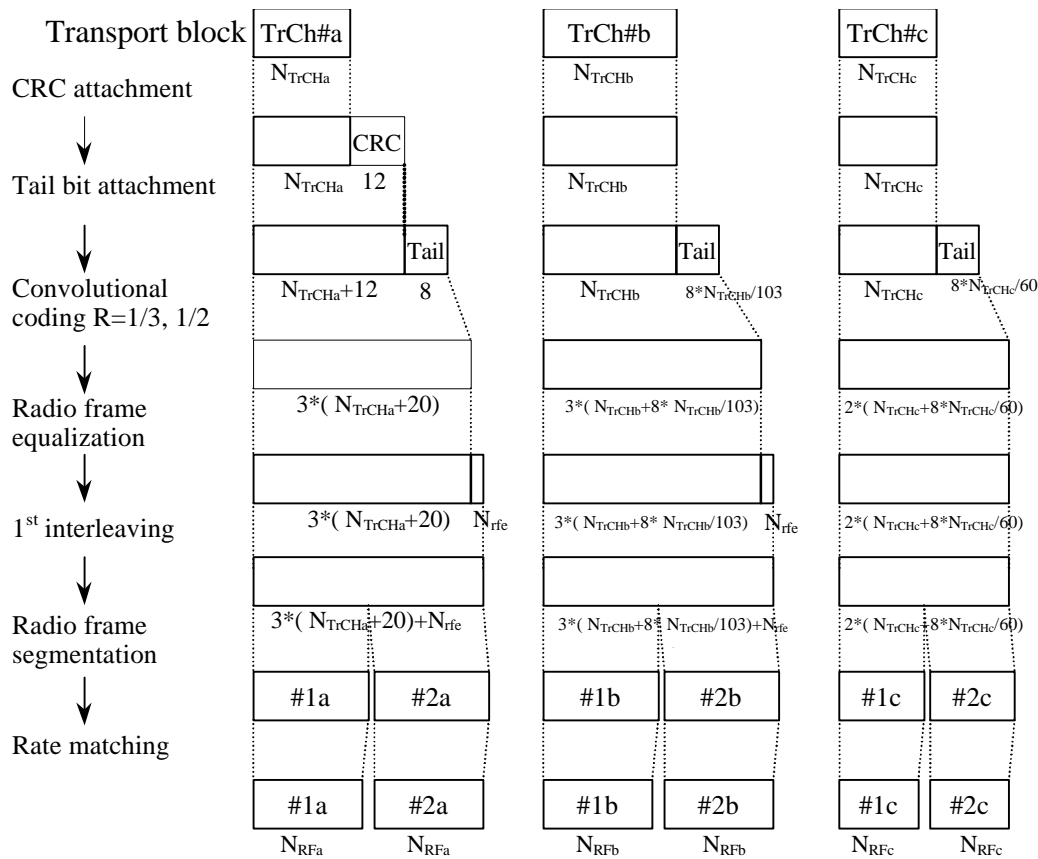 Transport block TrCh#a TrCh#b TrCh#c
N_TrCHa N_TrCHb N_TrCHc
CRC attachment
CRC
N_TrCHa 12 N_TrCHb N_TrCHc
Tail bit attachment
Tail Tail Tail
N_TrCHa+12 8 N_TrCHb 8*N_TrCHb/103 N_TrCHc 8*N_TrCHc/60
Convolutional
coding R=1/3, 1/2
3*( N_TrCHa+20) 3*( N_TrCHb+8* N_TrCHb/103) 2*( N_TrCHc+8*N_TrCHc/60)
Radio frame
equalization
3*( N_TrCHa+20) N_rfe 3*( N_TrCHb+8* N_TrCHb/103) N_rfe 2*( N_TrCHc+8*N_TrCHc/60)
1st interleaving
3*( N_TrCHa+20)+N_rfe 3*( N_TrCHb+8* N_TrCHb/103)+N_rfe 2*( N_TrCHc+8*N_TrCHc/60)
Radio frame
segmentation
#1a #2a #1b #2b #1c #2c
Rate matching
#1a #2a #1b #2b #1c #2c
N_RFa N_RFa N_RFb N_RFb N_RFc N_RFc